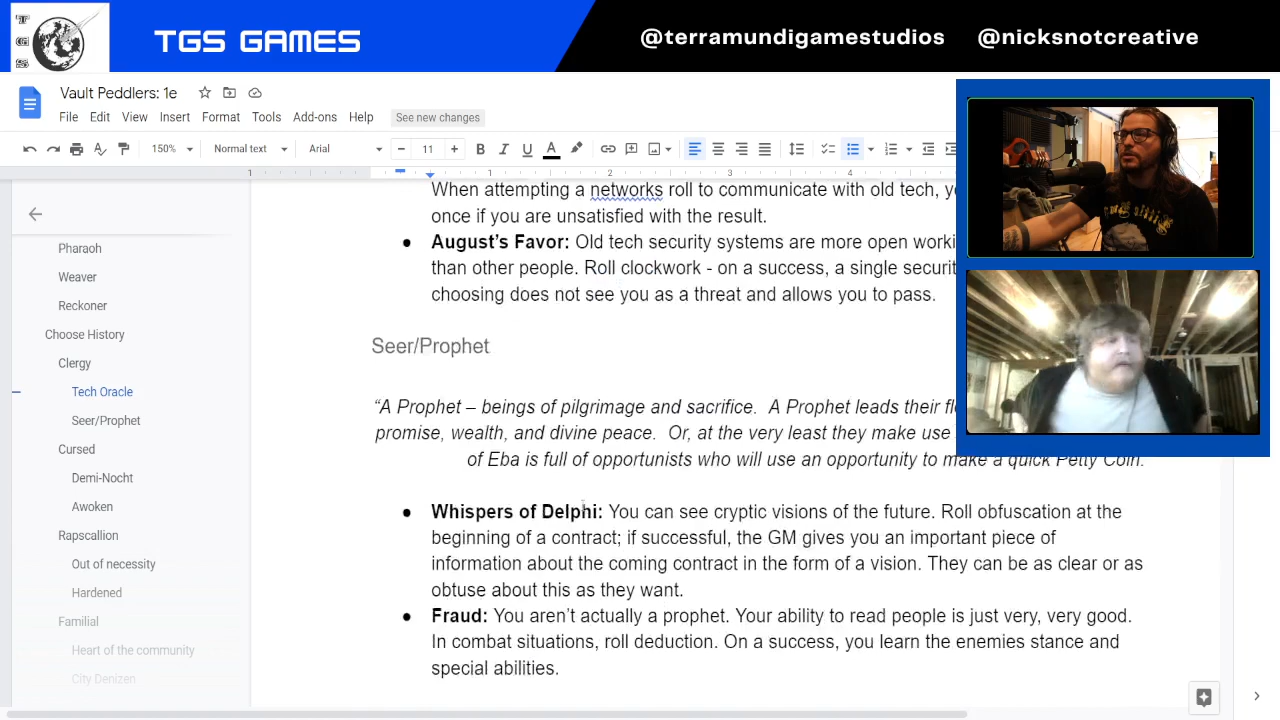 T
G
S
TGS GAMES
@terramundigamestudios @nicksnotcreative
Vault Peddlers: 1e
File Edit View Insert Format Tools Add-ons Help See new changes
150% Normal text Arial 11 B I U A
1 1 2 3 4
Pharaoh
Weaver
Reckoner
Choose History
Clergy
Tech Oracle
Seer/Prophet
Cursed
Demi-Nocht
Awoken
Rapscallion
Out of necessity
Hardened
Familial
Heart of the community
City Denizen
When attempting a networks roll to communicate with old tech,
once if you are unsatisfied with the result.
August's Favor: Old tech security systems are more open
than other people. Roll clockwork - on a success, a single
choosing does not see you as a threat and allows you to pass.
Seer/Prophet
“A Prophet – beings of pilgrimage and sacrifice. A Prophet leads their
promise, wealth, and divine peace. Or, at the very least they make use
of Eba is full of opportunists who will use an opportunity to make a quick Petty Coin.
Whispers of Delphi: You can see cryptic visions of the future. Roll obfuscation at the
beginning of a contract; if successful, the GM gives you an important piece of
information about the coming contract in the form of a vision. They can be as clear or as
obtuse about this as they want.
Fraud: You aren’t actually a prophet. Your ability to read people is just very, very good.
In combat situations, roll deduction. On a success, you learn the enemies stance and
special abilities.